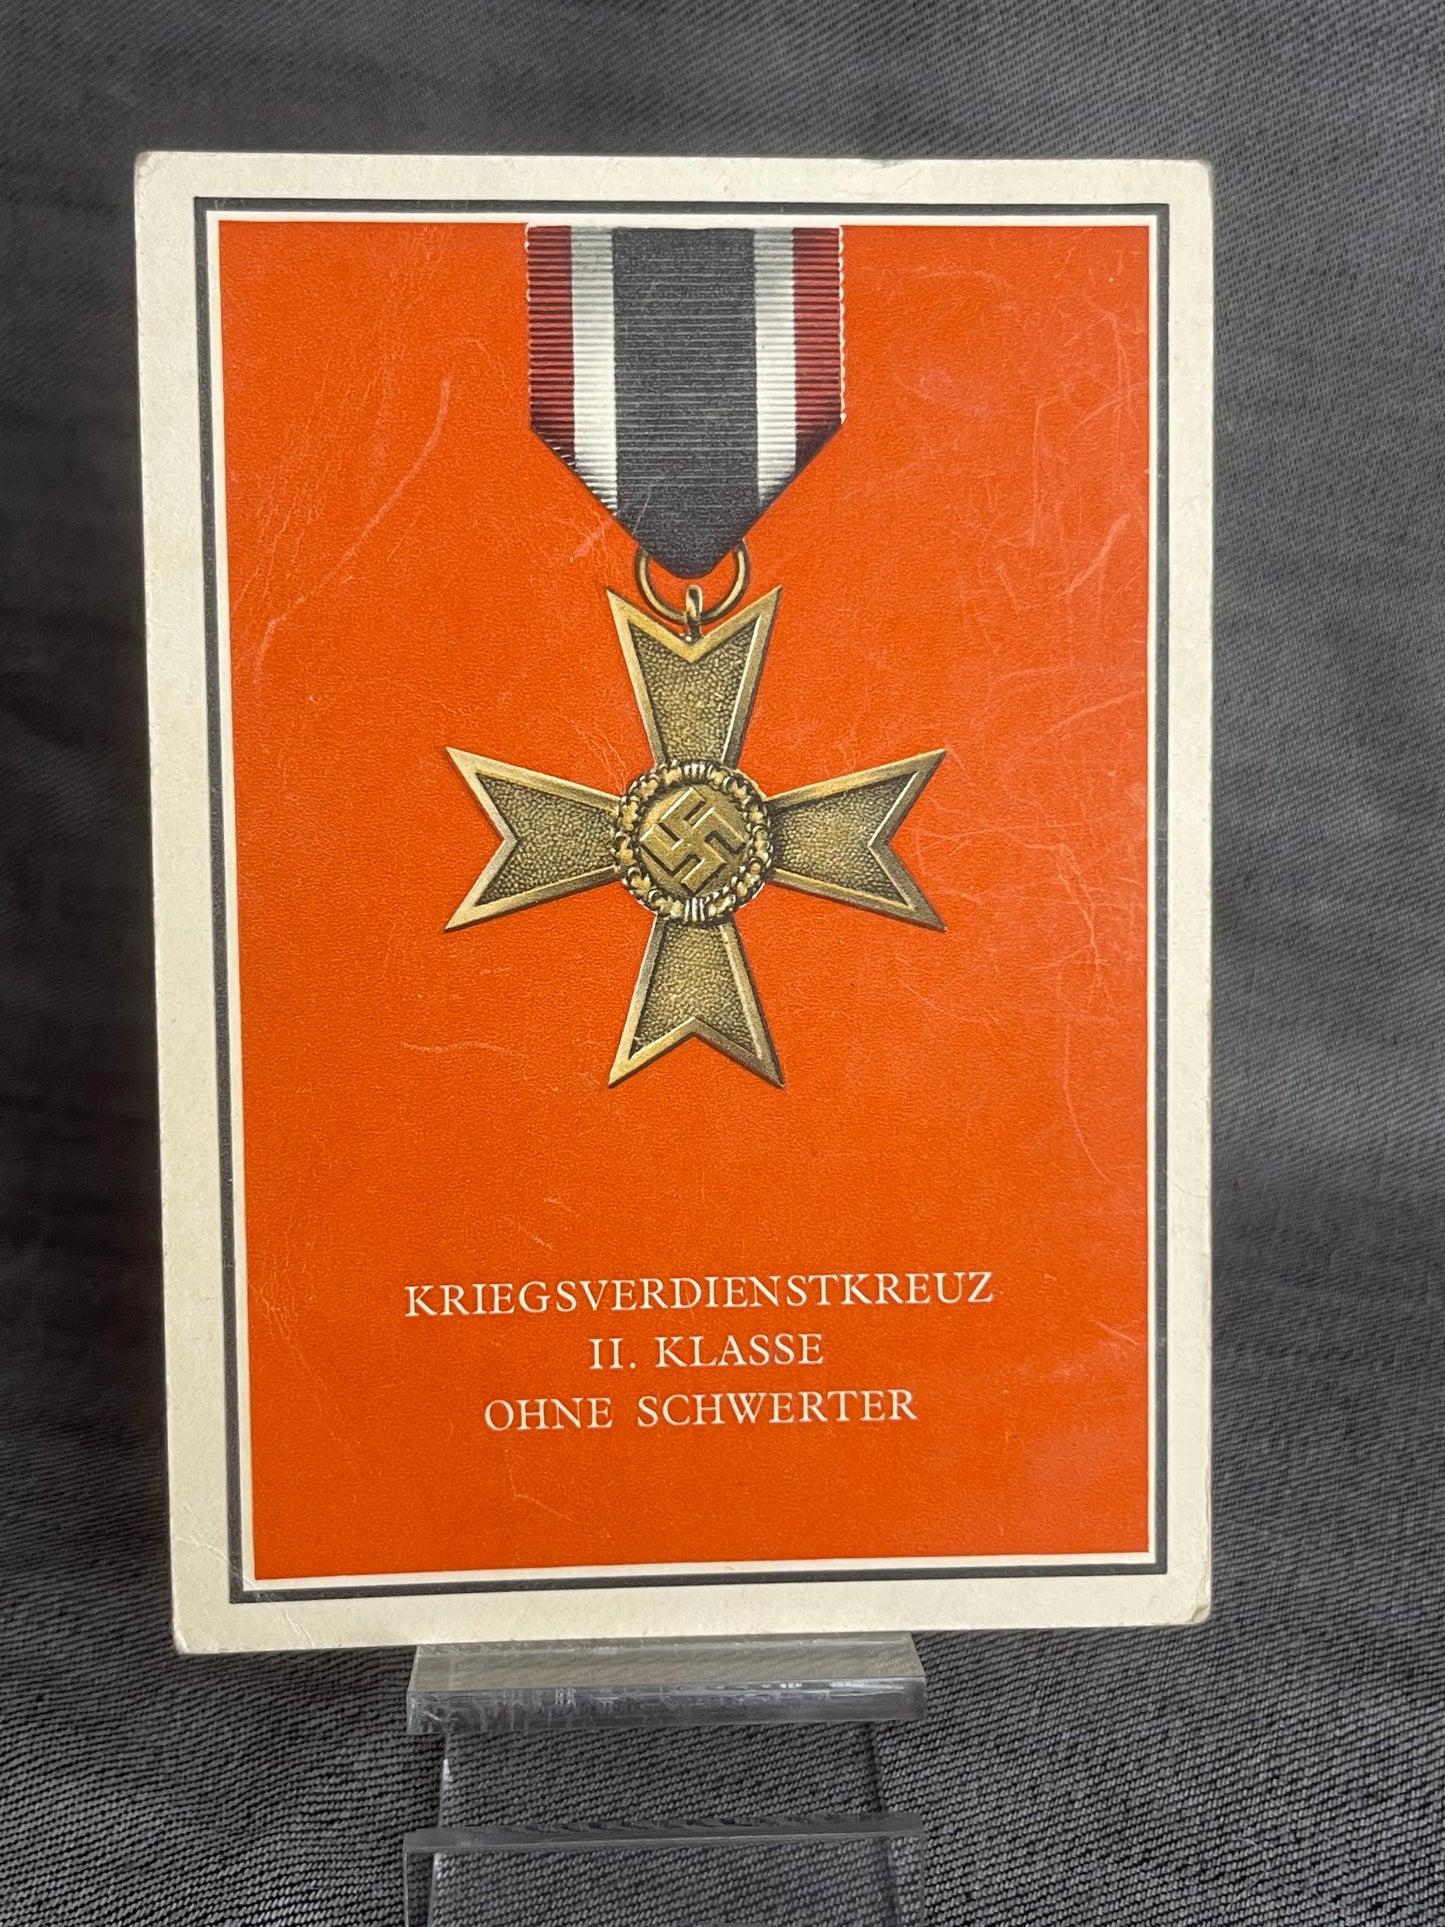 KRIEGSVERDIENSTKREUZ
II. KLASSE
OHNE SCHWERTER